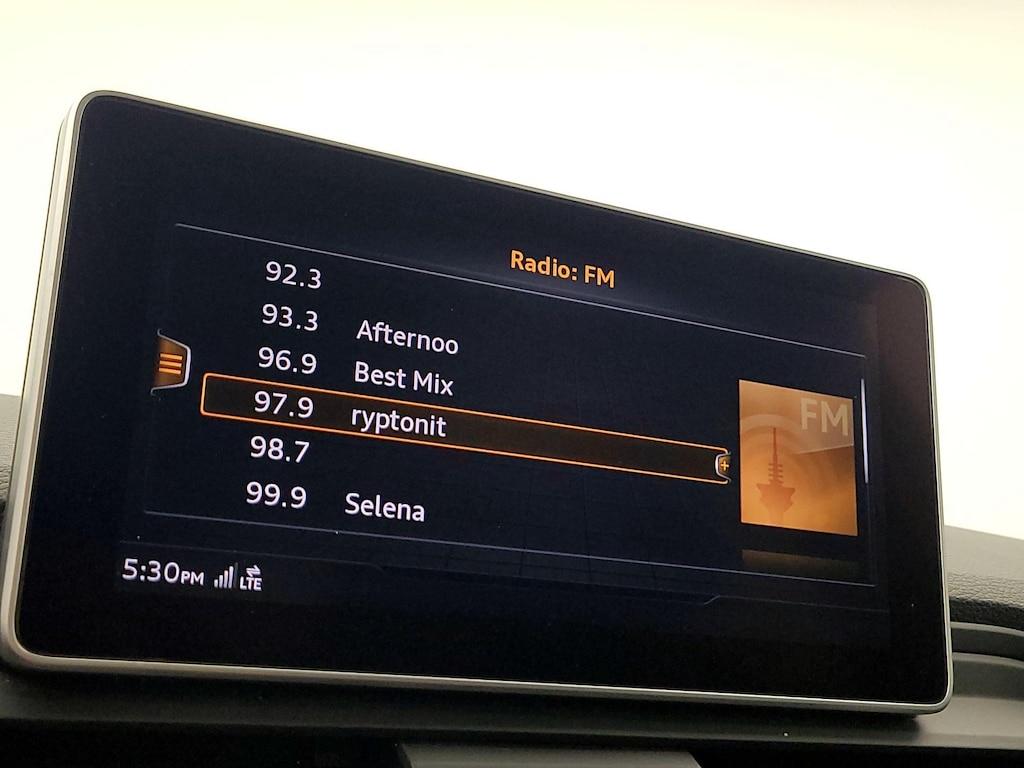 Radio: FM
92.3
93.3 Afternoo
96.9 Best Mix
97.9 ryptonit
98.7
99.9 Selena
FM
5:30PM LTE